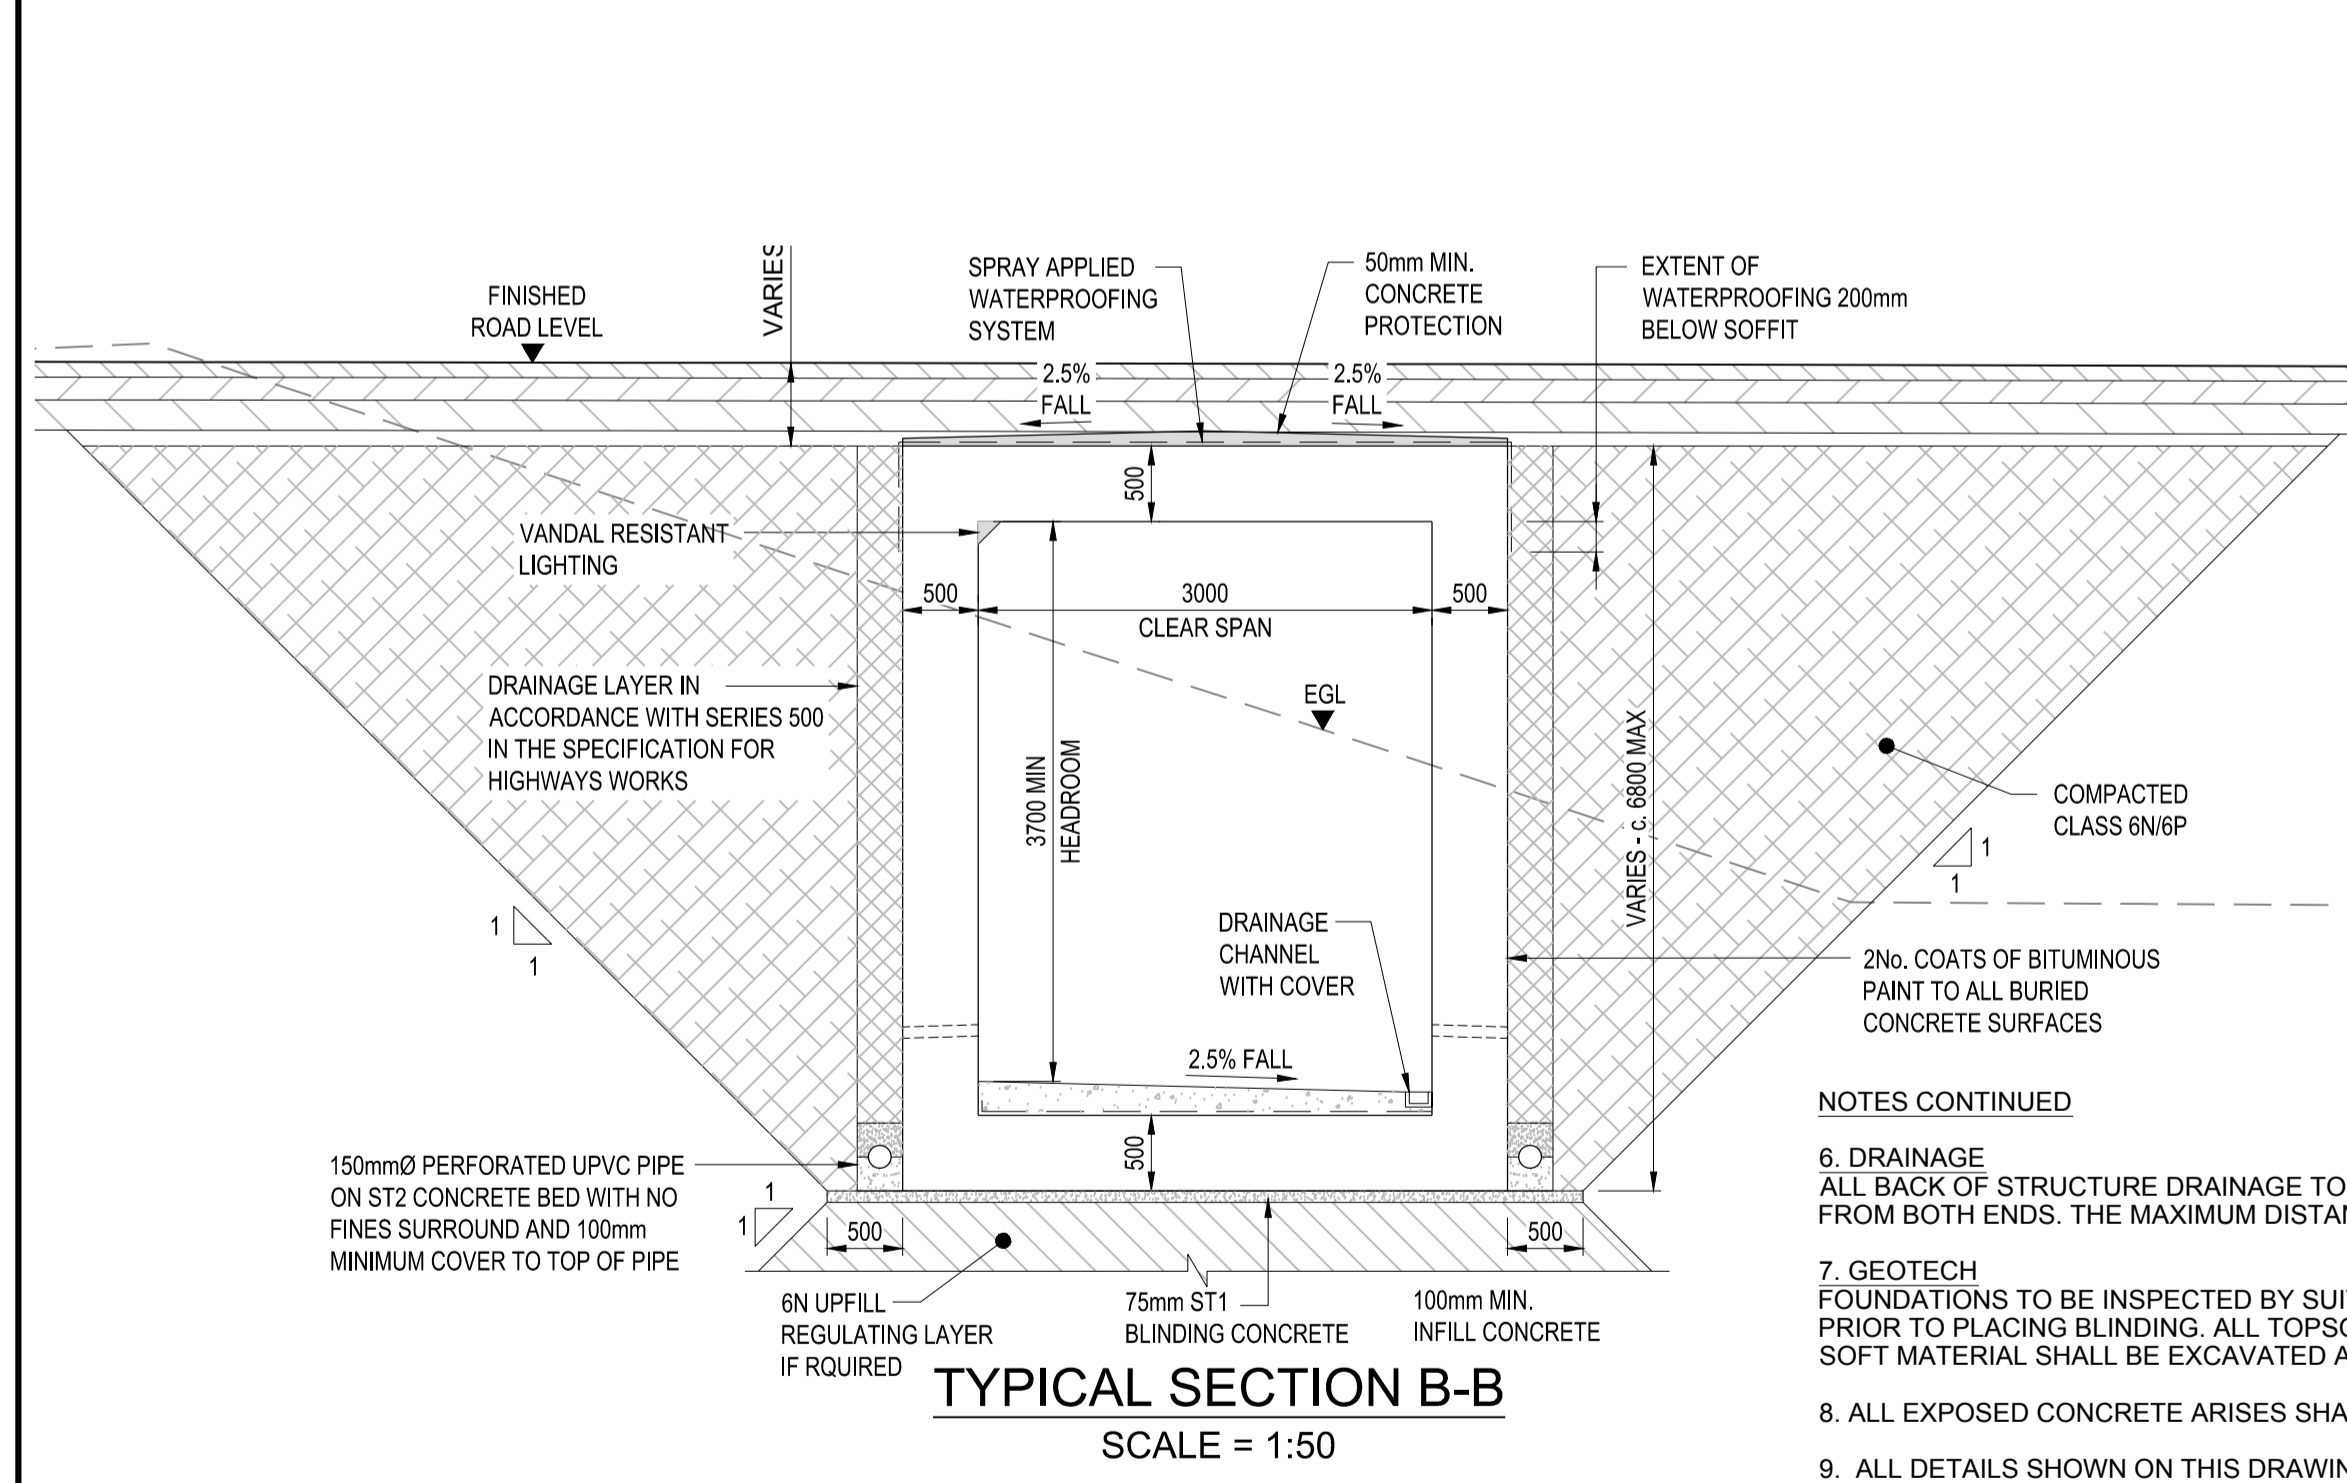 VARIES
FINISHED
ROAD LEVEL
SPRAY APPLIED
WATERPROOFING
SYSTEM
50mm MIN.
CONCRETE
PROTECTION
EXTENT OF
WATERPROOFING 200mm
BELOW SOFFIT
2.5%
FALL
2.5%
FALL
500
VANDAL RESISTANT
LIGHTING
500
3000
CLEAR SPAN
500
DRAINAGE LAYER IN
ACCORDANCE WITH SERIES 500
IN THE SPECIFICATION FOR
HIGHWAYS WORKS
EGL
3700 MIN
HEADROOM
VARIES - c. 6800 MAX
COMPACTED
CLASS 6N/6P
1
1
1
1
DRAINAGE
CHANNEL
WITH COVER
2No. COATS OF BITUMINOUS
PAINT TO ALL BURIED
CONCRETE SURFACES
2.5% FALL
500
150mmØ PERFORATED UPVC PIPE
ON ST2 CONCRETE BED WITH NO
FINES SURROUND AND 100mm
MINIMUM COVER TO TOP OF PIPE
1
1
500
500
6N UPFILL
REGULATING LAYER
IF RQUIRED
75mm ST1
BLINDING CONCRETE
100mm MIN.
INFILL CONCRETE
TYPICAL SECTION B-B
SCALE = 1:50
NOTES CONTINUED
6. DRAINAGE
ALL BACK OF STRUCTURE DRAINAGE TO
FROM BOTH ENDS. THE MAXIMUM DISTAN
7. GEOTECH
FOUNDATIONS TO BE INSPECTED BY SUI
PRIOR TO PLACING BLINDING. ALL TOPSO
SOFT MATERIAL SHALL BE EXCAVATED A
8. ALL EXPOSED CONCRETE ARISES SHA
9. ALL DETAILS SHOWN ON THIS DRAWIN